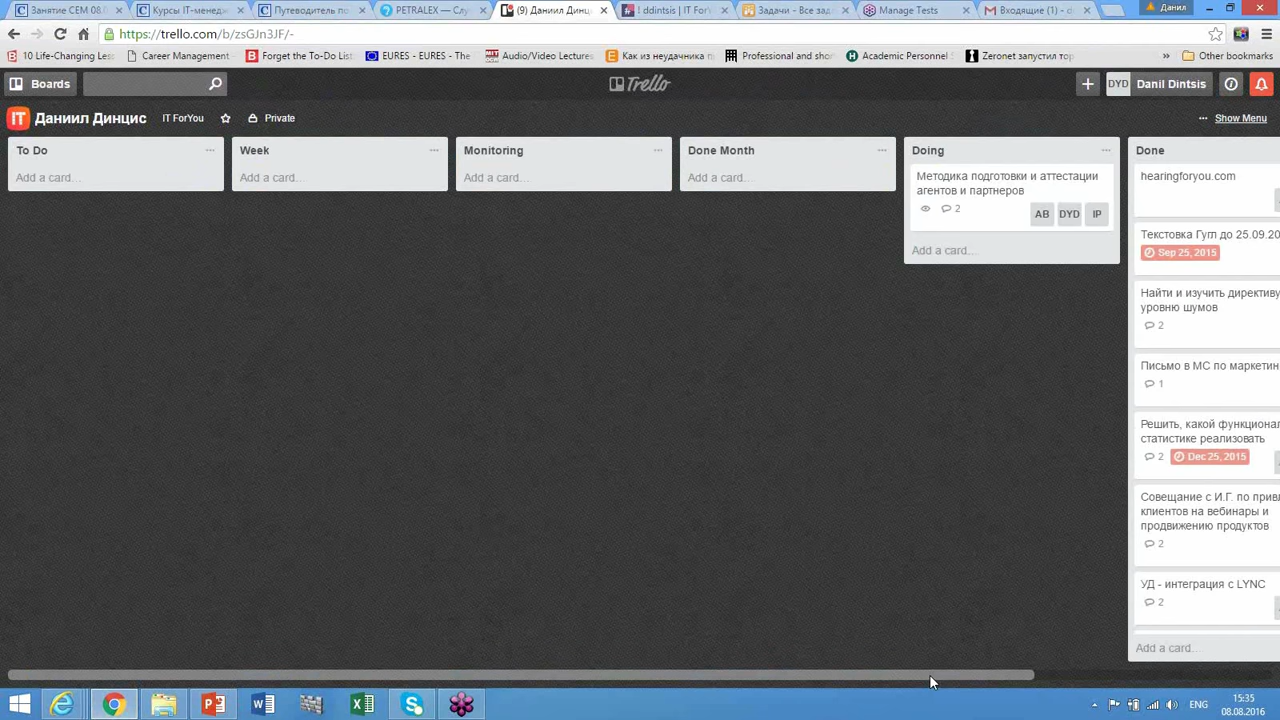 Занятие СЕМ 08.0
Курсы IT-менедж
Путеводитель по
PETRALEX — Слу
(9) Даниил Динц
! ddintsis | IT ForY
Задачи - Все зад
Manage Tests
Входящие (1) - d
Данил
https://trello.com/b/zsGJn3JF/-
10 Life-Changing Les
Career Management
Forget the To-Do List
EURES - EURES - The
Audio/Video Lectures
Как из неудачника п
Professional and shor
Academic Personnel S
Zeronet запустил тор
»
Other bookmarks
Boards
Trello
DYD Danil Dintsis
IT Даниил Динцис IT ForYou Private
... Show Menu
To Do
Add a card...
Week
Add a card...
Monitoring
Add a card...
Done Month
Add a card...
Doing
Методика подготовки и аттестации
агентов и партнеров
2
AB DYD IP
Add a card...
Done
hearingforyou.com
Текстовка Гугл до 25.09.20
Sep 25, 2015
Найти и изучить директиву
уровню шумов
2
Письмо в МС по маркетин
1
Решить, какой функционал
статистике реализовать
2 Dec 25, 2015
Совещание с И.Г. по привл
клиентов на вебинары и
продвижению продуктов
2
УД - интеграция с LYNC
2
Add a card...
ENG
15:35
08.08.2016